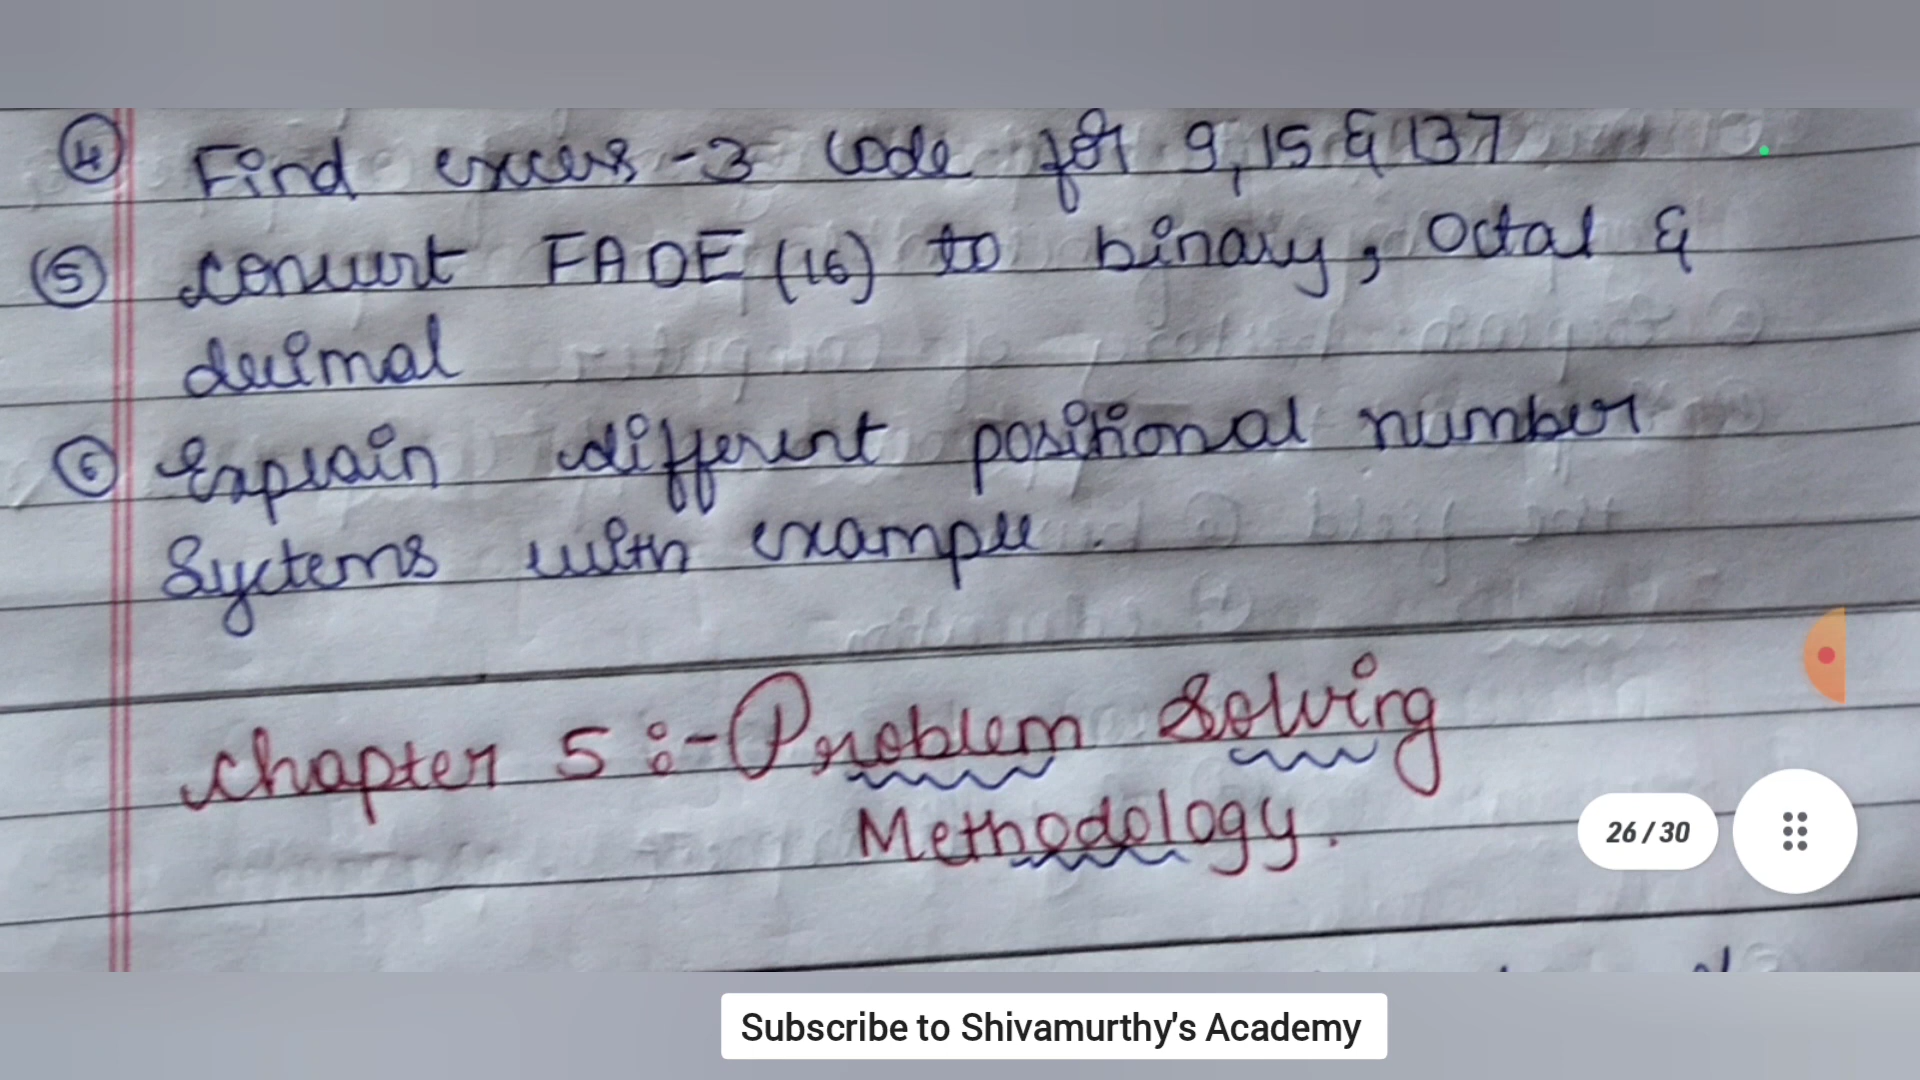 ④ Find excess-3 code for 9, 15 & 137
⑤ convert FADE (16) to binary, Octal &
decimal
⑥ Explain different positional number
Systems with example.
chapter 5 :- Problem Solving
Methodology.
26/30
Subscribe to Shivamurthy's Academy